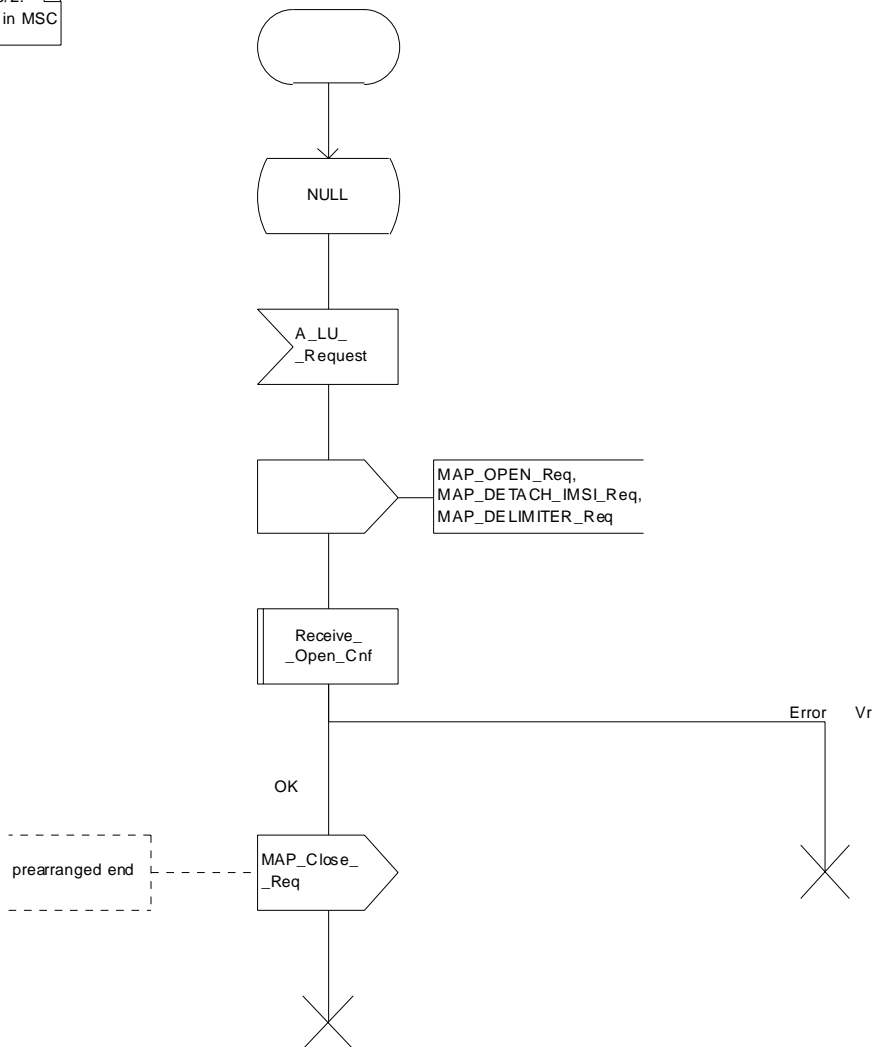 in MSC
NULL
A_LU_
_Request
MAP_OPEN_Req,
MAP_DETACH_IMSI_Req,
MAP_DELIMITER_Req
Receive_
_Open_Cnf
Error Vr
OK
prearranged end
MAP_Close_
_Req